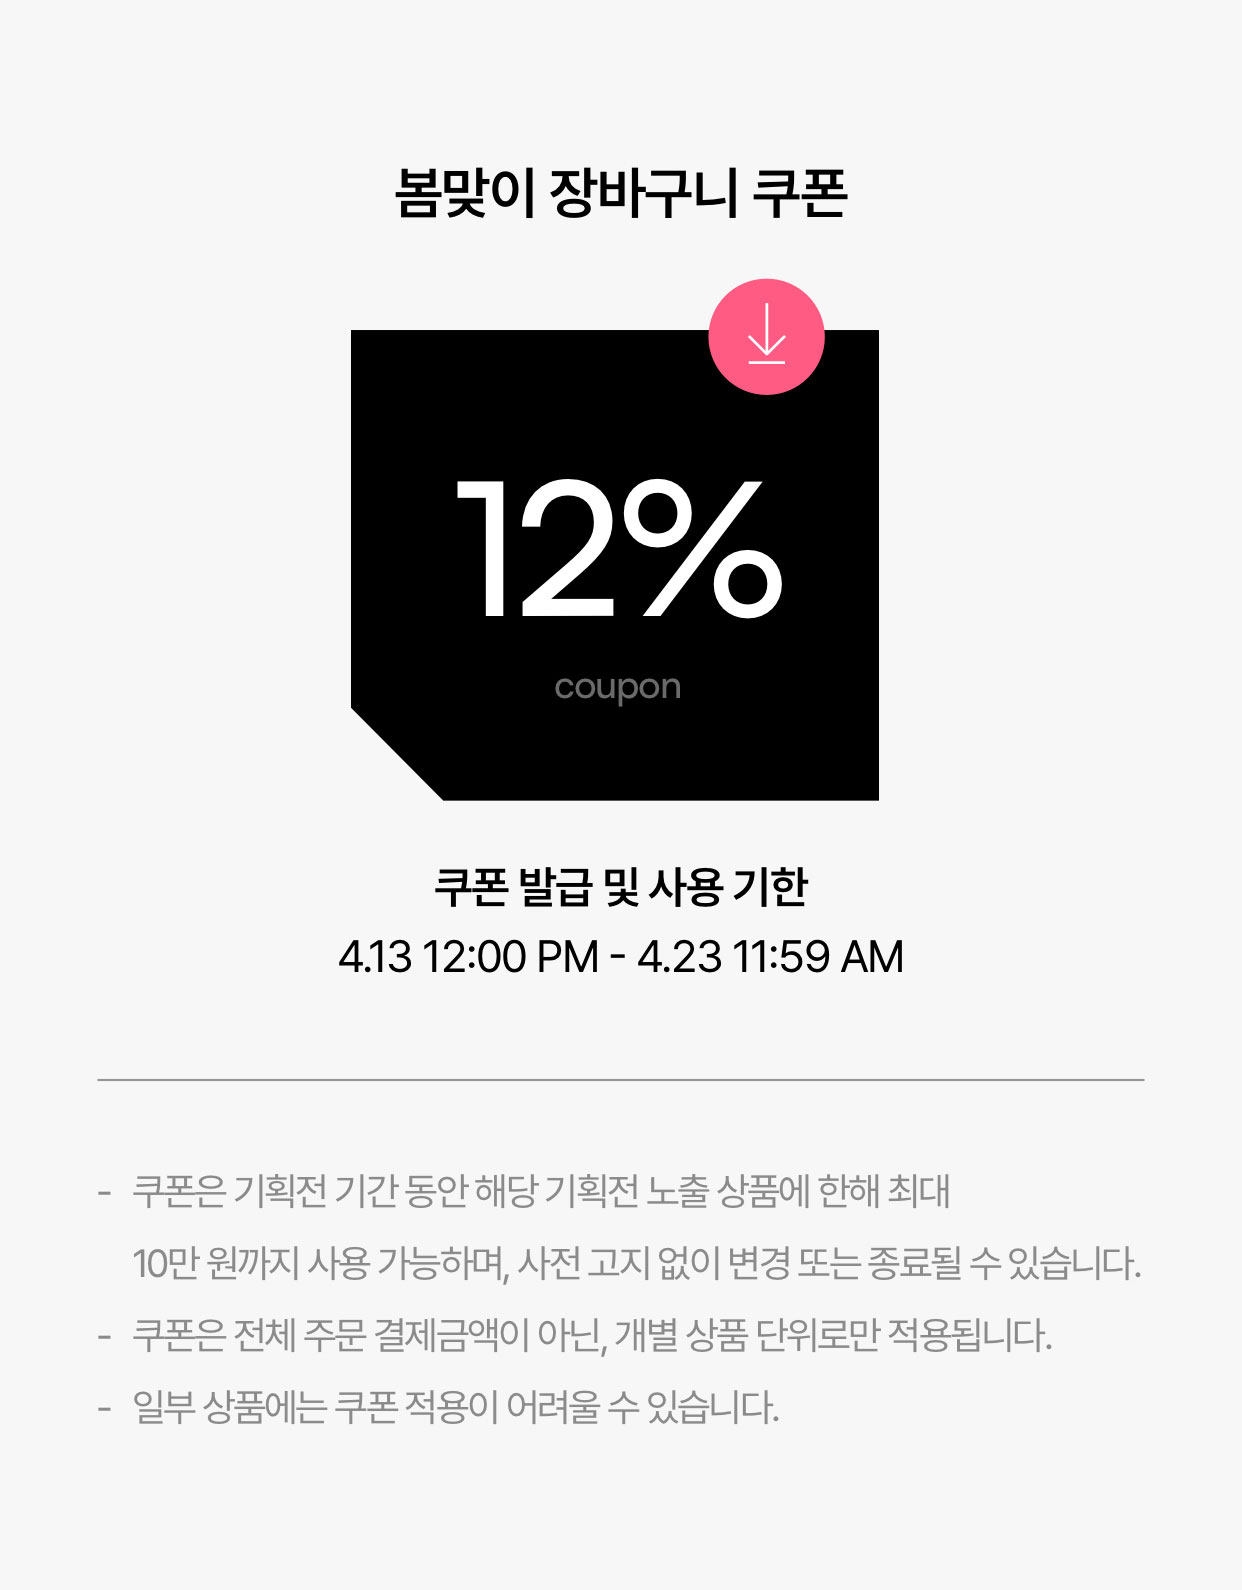 봄맞이 장바구니 쿠폰
12%
coupon
쿠폰 발급 및 사용 기한
4.13 12:00 PM - 4.23 11:59 AM
- 쿠폰은 기획전 기간 동안 해당 기획전 노출 상품에 한해 최대
10만 원까지 사용 가능하며, 사전 고지 없이 변경 또는 종료될 수 있습니다.
- 쿠폰은 전체 주문 결제금액이 아닌, 개별 상품 단위로만 적용됩니다.
- 일부 상품에는 쿠폰 적용이 어려울 수 있습니다.